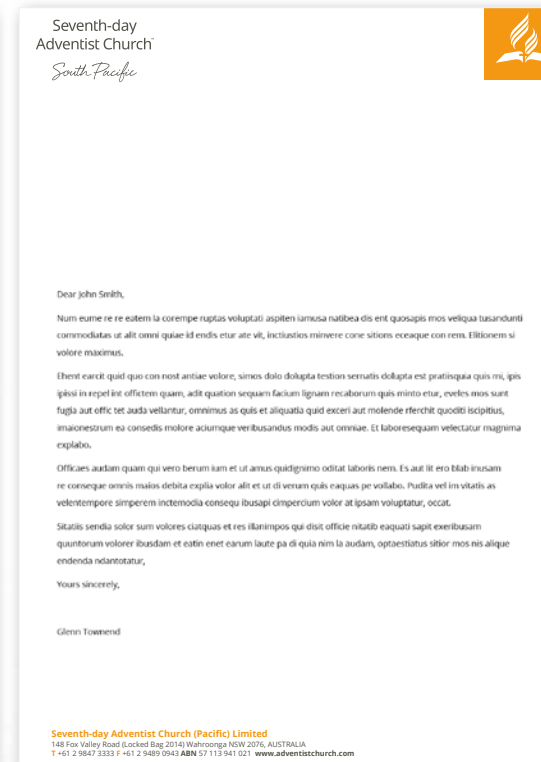 Seventh-day
Adventist Church™
South Pacific
Dear John Smith,
Num eume re re eatem la corempe ruptas voluptati aspiten iamusa natibea dis ent quosapis mos veliqua tusandunti
commodiatas ut alit omni quiae id endis etur ate vit, inctiustios minvere cone sitions eceaque con rem. Elitionem si
volore maximus.
Ehent earcit quid quo con nost antiae volore, simos dolo dolupta testion sernatis dolupta est pratiisquia quis mi, ipis
ipissi in repel int offictem quam, adit quation sequam facium lignam recaborum quis minto etur, eveles mos sunt
fugia aut offic tet auda vellantur, omnimus as quis et aliquatia quid exceri aut molende rferchit quoditi iscipitius,
imaionestrum ea consedis molore aciumque veribusandus modis aut omniae. Et laboresequam velectatur magnima
explabo.
Officaes audam quam qui vero berum ium et ut amus quidignimo oditat laboris nem. Es aut lit ero blab inusam
re conseque omnis maios debita explia volor alit et ut di verum quis eaquas pe vollabo. Pudita vel im vitatis as
velentempore simperem inctemodia consequ ibusapi cimpercium volor at ipsam voluptatur, occat.
Sitatiis sendia solor sum volores ciatquas et res illanimpos qui disit officie nitatib eaquati sapit exeribusam
quuntorum volorer ibusdam et eatin enet earum laute pa di quia nim la audam, optaestiatus sitior mos nis alique
endenda ndantotatur,
Yours sincerely,
Glenn Townend
Seventh-day Adventist Church (Pacific) Limited
148 Fox Valley Road (Locked Bag 2014) Wahroonga NSW 2076, AUSTRALIA
T +61 2 9847 3333 F +61 2 9489 0943 ABN 57 113 941 021 www.adventistchurch.com